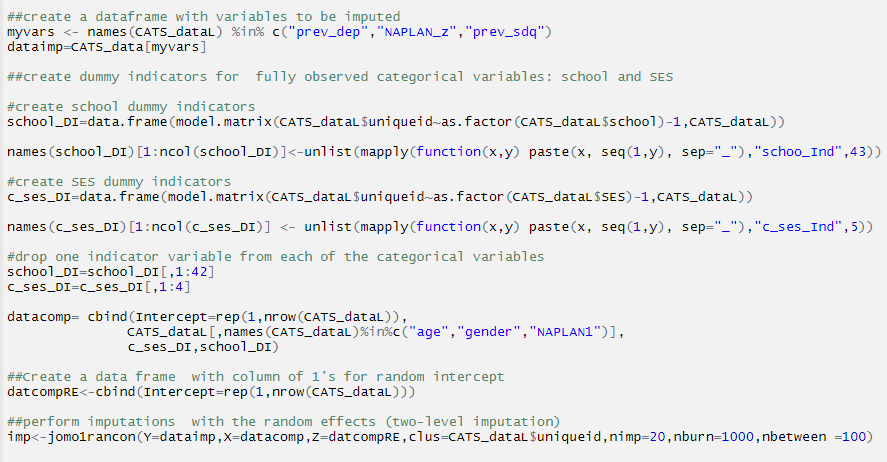 ##create a dataframe with variables to be imputed
myvars <- names(CATS_dataL) %in% c("prev_dep","NAPLAN_z","prev_sdq")
dataimp=CATS_data[myvars]
##create dummy indicators for  fully observed categorical variables: school and SES
#create school dummy indicators
school_DI=data.frame(model.matrix(CATS_dataL$uniqueid~as.factor(CATS_dataL$school)-1,CATS_dataL))
names(school_DI)[1:ncol(school_DI)]<-unlist(mapply(function(x,y) paste(x, seq(1,y), sep="_"),"schoo_Ind",43))
#create SES dummy indicators
c_ses_DI=data.frame(model.matrix(CATS_dataL$uniqueid~as.factor(CATS_dataL$SES)-1,CATS_dataL))
names(c_ses_DI)[1:ncol(c_ses_DI)] <- unlist(mapply(function(x,y) paste(x, seq(1,y), sep="_"),"c_ses_Ind",5))
#drop one indicator variable from each of the categorical variables
school_DI=school_DI[,1:42]
c_ses_DI=c_ses_DI[,1:4]
datacomp= cbind(Intercept=rep(1,nrow(CATS_dataL)),
CATS_dataL[,names(CATS_dataL)%in%c("age","gender","NAPLAN1")],
c_ses_DI,school_DI)
##Create a data frame  with column of 1's for random intercept
datcompRE<-cbind(Intercept=rep(1,nrow(CATS_dataL)))
##perform imputations  with the random effects (two-level imputation)
imp<-jomo1rancon(Y=dataimp,X=datacomp,Z=datcompRE,clus=CATS_dataL$uniqueid,nimp=20,nburn=1000,nbetween =100)